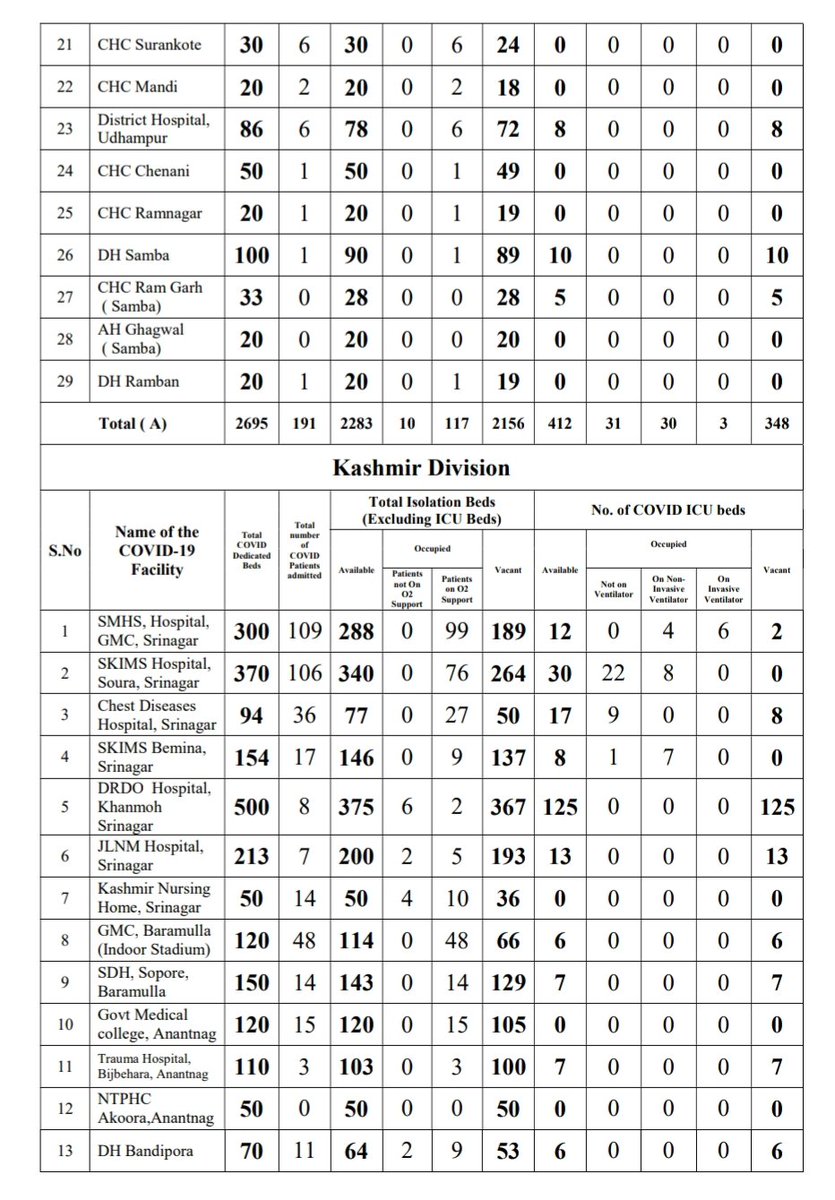 21 CHC Surankote 30 6 30 0 6 24 0 0 0 0 0
22 CHC Mandi 20 2 20 0 2 18 0 0 0 0 0
23 District Hospital, Udhampur 86 6 78 0 6 72 8 0 0 0 8
24 CHC Chenani 50 1 50 0 1 49 0 0 0 0 0
25 CHC Ramnagar 20 1 20 0 1 19 0 0 0 0 0
26 DH Samba 100 1 90 0 1 89 10 0 0 0 10
27 CHC Ram Garh ( Samba) 33 0 28 0 0 28 5 0 0 0 5
28 AH Ghagwal ( Samba) 20 0 20 0 0 20 0 0 0 0 0
29 DH Ramban 20 1 20 0 1 19 0 0 0 0 0
Total ( A) 2695 191 2283 10 117 2156 412 31 30 3 348
Kashmir Division
S.No
Name of the COVID-19 Facility
Total COVID Dedicated Beds
Total number of COVID Patients admitted
Total Isolation Beds (Excluding ICU Beds)
No. of COVID ICU beds
Available
Occupied
Patients not On O2 Support
Patients on O2 Support
Vacant
Available
Occupied
Not on Ventilator
On Non-Invasive Ventilator
On Invasive Ventilator
Vacant
1 SMHS, Hospital, GMC, Srinagar 300 109 288 0 99 189 12 0 4 6 2
2 SKIMS Hospital, Soura, Srinagar 370 106 340 0 76 264 30 22 8 0 0
3 Chest Diseases Hospital, Srinagar 94 36 77 0 27 50 17 9 0 0 8
4 SKIMS Bemina, Srinagar 154 17 146 0 9 137 8 1 7 0 0
5 DRDO Hospital, Khanmoh Srinagar 500 8 375 6 2 367 125 0 0 0 125
6 JLNM Hospital, Srinagar 213 7 200 2 5 193 13 0 0 0 13
7 Kashmir Nursing Home, Srinagar 50 14 50 4 10 36 0 0 0 0 0
8 GMC, Baramulla (Indoor Stadium) 120 48 114 0 48 66 6 0 0 0 6
9 SDH, Sopore, Baramulla 150 14 143 0 14 129 7 0 0 0 7
10 Govt Medical college, Anantnag 120 15 120 0 15 105 0 0 0 0 0
11 Trauma Hospital, Bijbehara, Anantnag 110 3 103 0 3 100 7 0 0 0 7
12 NTPHC Akoora,Anantnag 50 0 50 0 0 50 0 0 0 0 0
13 DH Bandipora 70 11 64 2 9 53 6 0 0 0 6